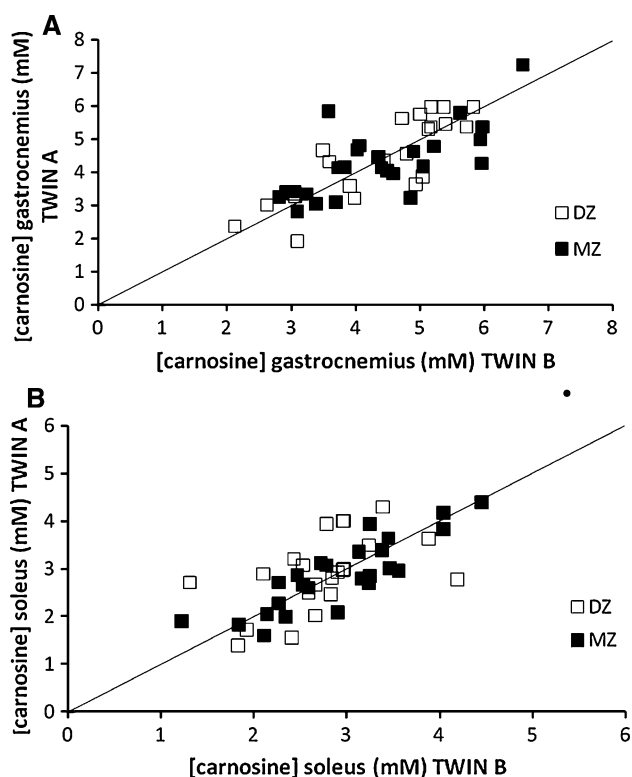 A
[carnosine] gastrocnemius (mM)
TWIN A
8
7
6
5
4
3
2
1
0
0 1 2 3 4 5 6 7 8
DZ
MZ
[carnosine] gastrocnemius (mM) TWIN B
B
[carnosine] soleus (mM) TWIN A
6
5
4
3
2
1
0
0 1 2 3 4 5 6
DZ
MZ
[carnosine] soleus (mM) TWIN B